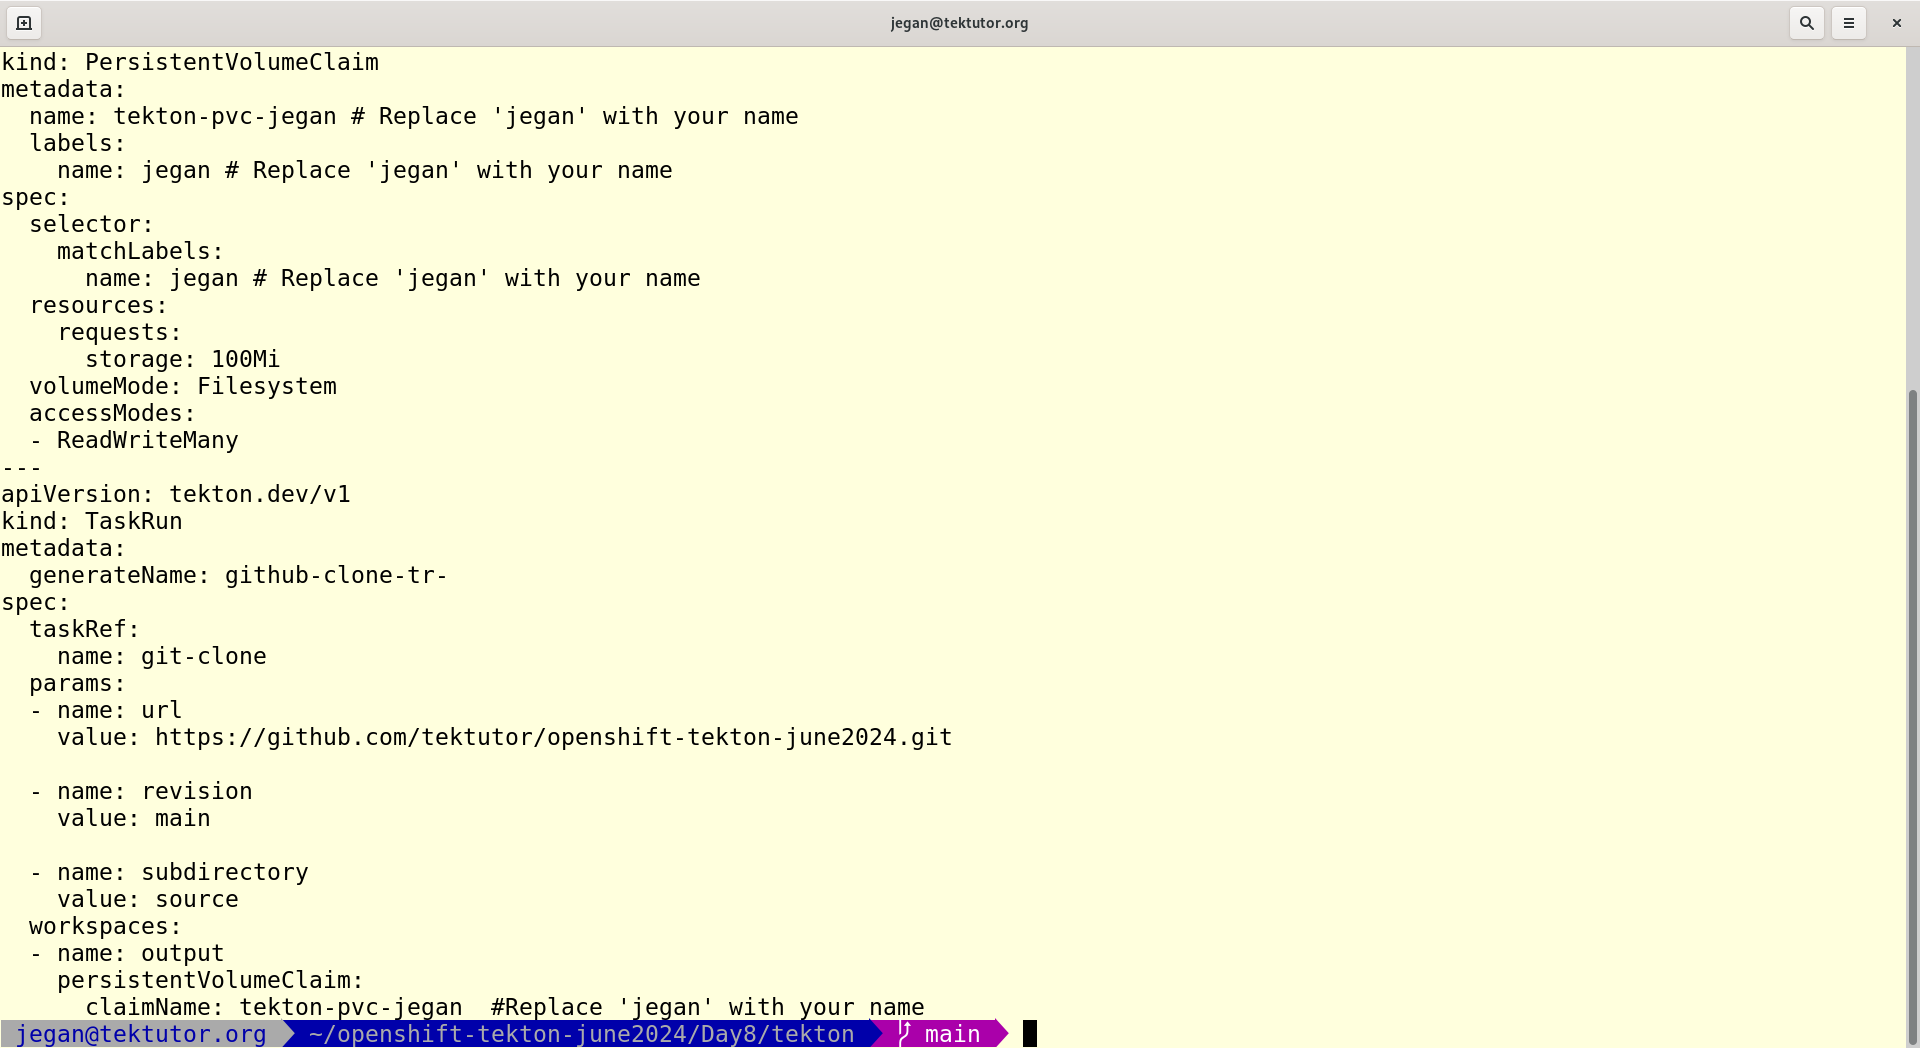 jegan@tektutor.org
kind: PersistentVolumeClaim
metadata:
  name: tekton-pvc-jegan # Replace 'jegan' with your name
  labels:
    name: jegan # Replace 'jegan' with your name
spec:
  selector:
    matchLabels:
      name: jegan # Replace 'jegan' with your name
  resources:
    requests:
      storage: 100Mi
  volumeMode: Filesystem
  accessModes:
  - ReadWriteMany
---
apiVersion: tekton.dev/v1
kind: TaskRun
metadata:
  generateName: github-clone-tr-
spec:
  taskRef:
    name: git-clone
  params:
  - name: url
    value: https://github.com/tektutor/openshift-tekton-june2024.git

  - name: revision
    value: main

  - name: subdirectory
    value: source
  workspaces:
  - name: output
    persistentVolumeClaim:
      claimName: tekton-pvc-jegan  #Replace 'jegan' with your name
jegan@tektutor.org ~/openshift-tekton-june2024/Day8/tekton main